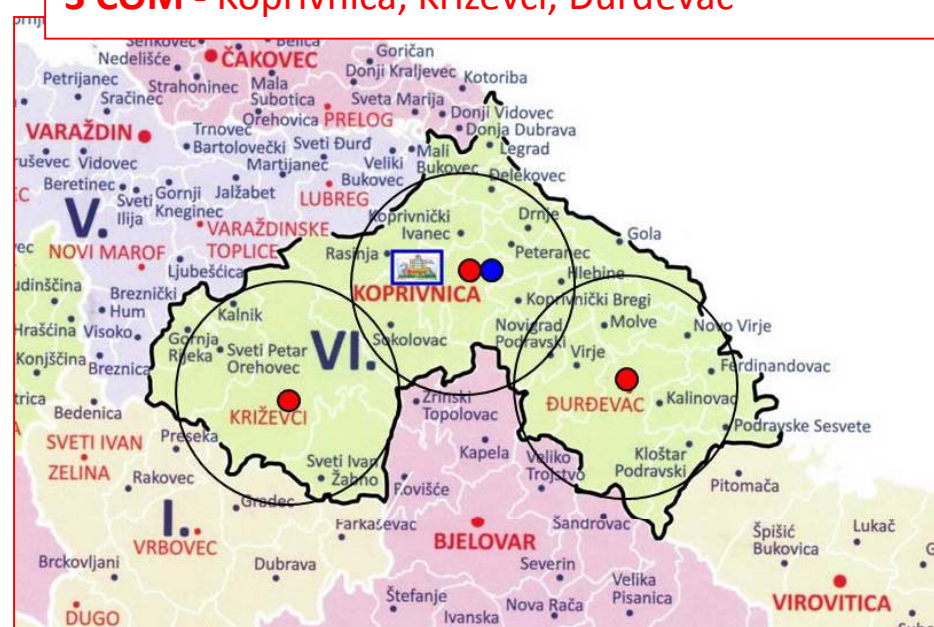 3 COM - Koprivnica, Križevci, Đurđevac
Belica
Nedelišće
ČAKOVEC
Goričan
Donji Kraljevec
Kotoriba
Petrijanec
Strahoninec
Mala
Subotica
Sračinec
Orehovica
PRELOG
Sveta Marija
Donji Vidovec
Donja Dubrava
VARAŽDIN
Trnovec
Bartolovečki
Sveti Đurđ
Legrad
Vidovec
Martijanec
Veliki
Bukovec
Mali
Bukovec
Đelekovec
Beretinec
Gornji
Kneginec
Jalžabet
LUBREG
Sveti
Ilija
V.
VARAŽDINSKE
TOPLICE
Koprivnički
Ivanec
Drnje
Gola
NOVI MAROF
Rasinja
Peteranec
Ljubešćica
Hlebine
Breznički
Hum
KOPRIVNICA
Koprivnički Bregi
Kalnik
Hrašćina
Visoko
Gornja
Rijeka
Sveti Petar
Orehovec
VI.
Sokolovac
Novigrad
Podravski
Molve
Novo Virje
Konjščina
Breznica
Virje
Ferdinandovac
Bedenica
KRIŽEVCI
Zrinski
Topolovac
ĐURĐEVAC
Kalinovac
SVETI IVAN
ZELINA
Preseka
Podravske Sesvete
Rakovec
Sveti Ivan
Žabno
Kapela
Veliko
Trojstvo
Kloštar
Podravski
Pitomača
Rovišće
I.
Gradec
VRBOVEC
Farkaševac
BJELOVAR
Šandrovac
Špišić
Bukovica
Lukač
Brckovljani
Dubrava
Severin
Štefanje
Velika
Pisanica
VIROVITICA
DUGO
Ivanska
Nova Rača